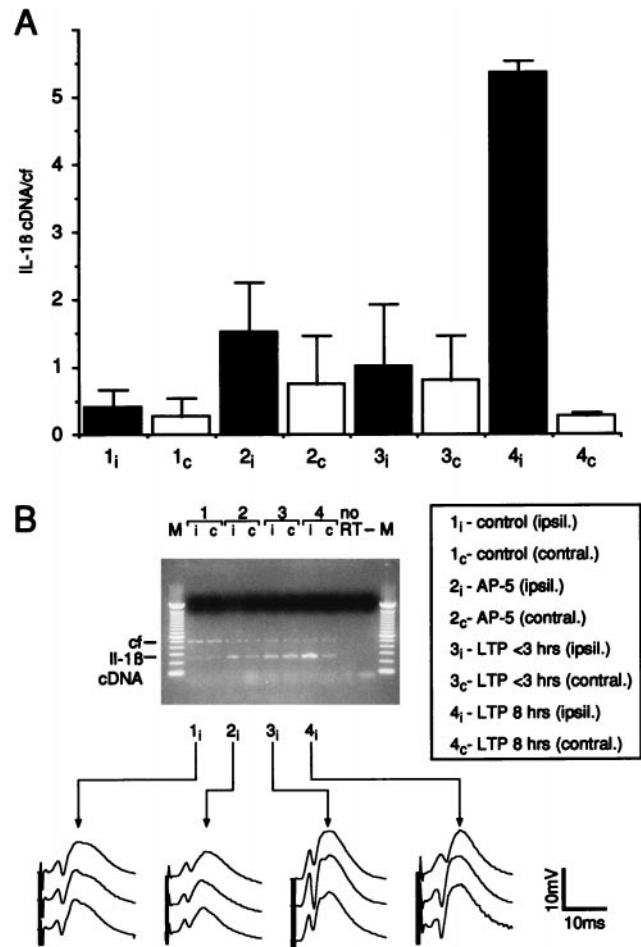 A
IL-1ß cDNA/cf
5
4
3
2
1
0
1i
1c
2i
2c
3i
3c
4i
4c
B
1 2 3 4 no
M i c i c i c i c RT– M
cf
Il-1ß
cDNA
1i 2i 3i 4i
1i - control (ipsil.)
1c - control (contral.)
2i - AP-5 (ipsil.)
2c - AP-5 (contral.)
3i - LTP <3 hrs (ipsil.)
3c - LTP <3 hrs (contral.)
4i - LTP 8 hrs (ipsil.)
4c - LTP 8 hrs (contral.)
10mV
10ms